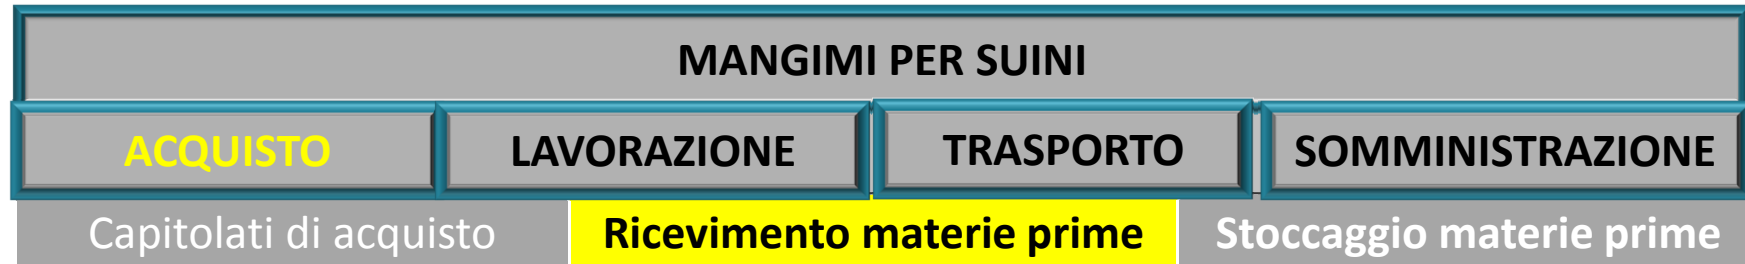 MANGIMI PER SUINI
ACQUISTO LAVORAZIONE TRASPORTO SOMMINISTRAZIONE
Capitolati di acquisto Ricevimento materie prime Stoccaggio materie prime